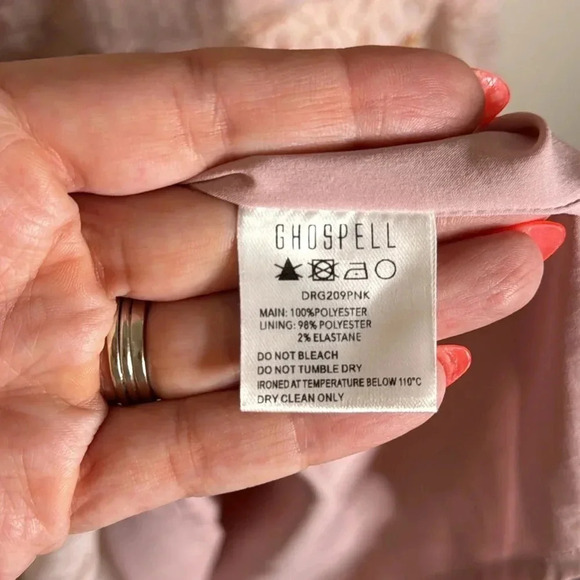 GHOSPELL
DRG209PNK
MAIN: 100%POLYESTER
LINING: 98% POLYESTER
2% ELASTANE
DO NOT BLEACH
DO NOT TUMBLE DRY
IRONED AT TEMPERATURE BELOW 110°C
DRY CLEAN ONLY